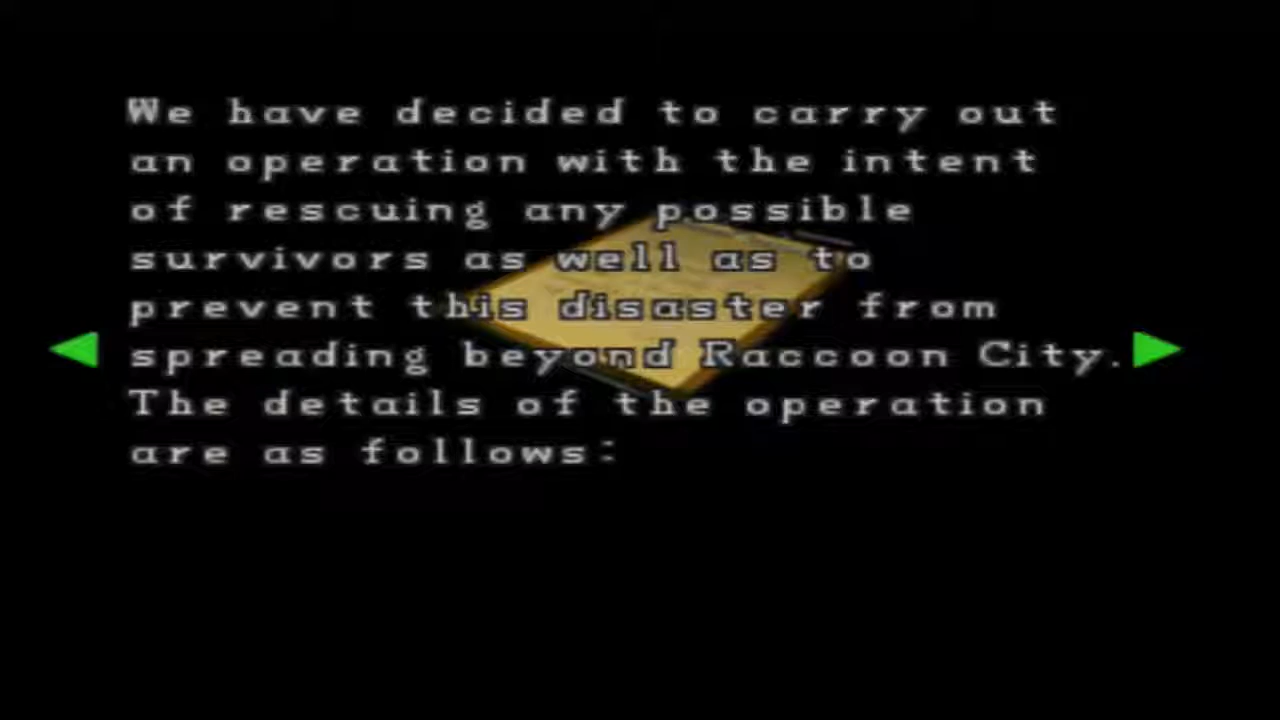 We have decided to carry out
an operation with the intent
of rescuing any possible
survivors as well as to
prevent this disaster from
spreading beyond Raccoon City.
The details of the operation
are as follows: